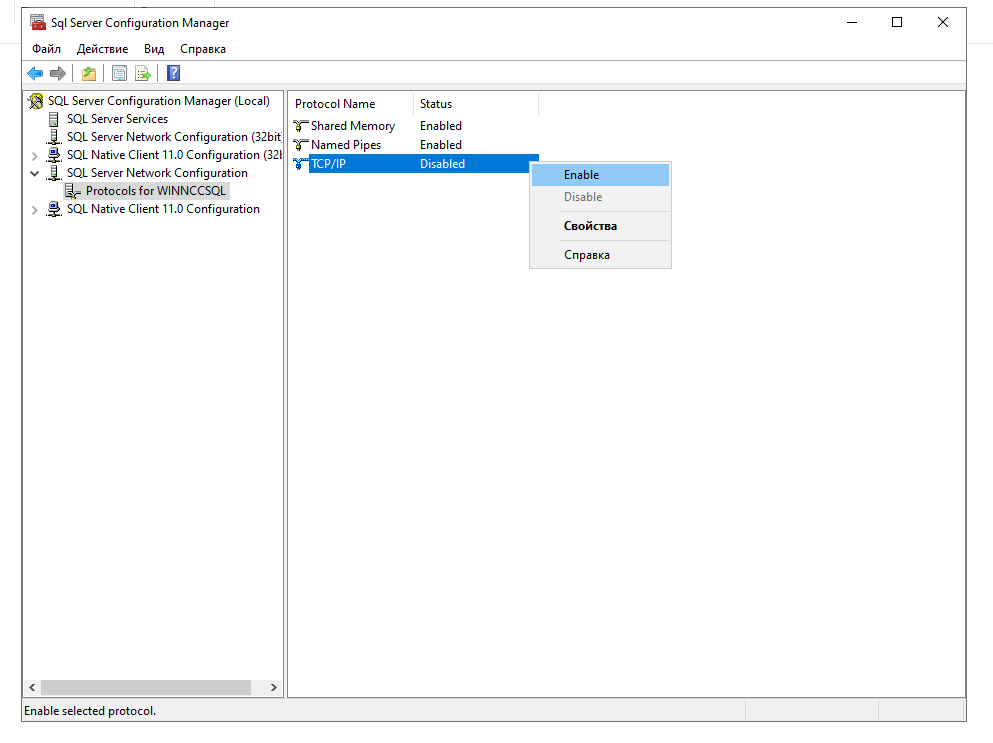 Sql Server Configuration Manager
Файл Действие Вид Справка
SQL Server Configuration Manager (Local)
SQL Server Services
SQL Server Network Configuration (32bit
SQL Native Client 11.0 Configuration (32b
SQL Server Network Configuration
Protocols for WINNCCSQL
SQL Native Client 11.0 Configuration
Protocol Name Status
Shared Memory Enabled
Named Pipes Enabled
TCP/IP Disabled
Enable
Disable
Свойства
Справка
Enable selected protocol.